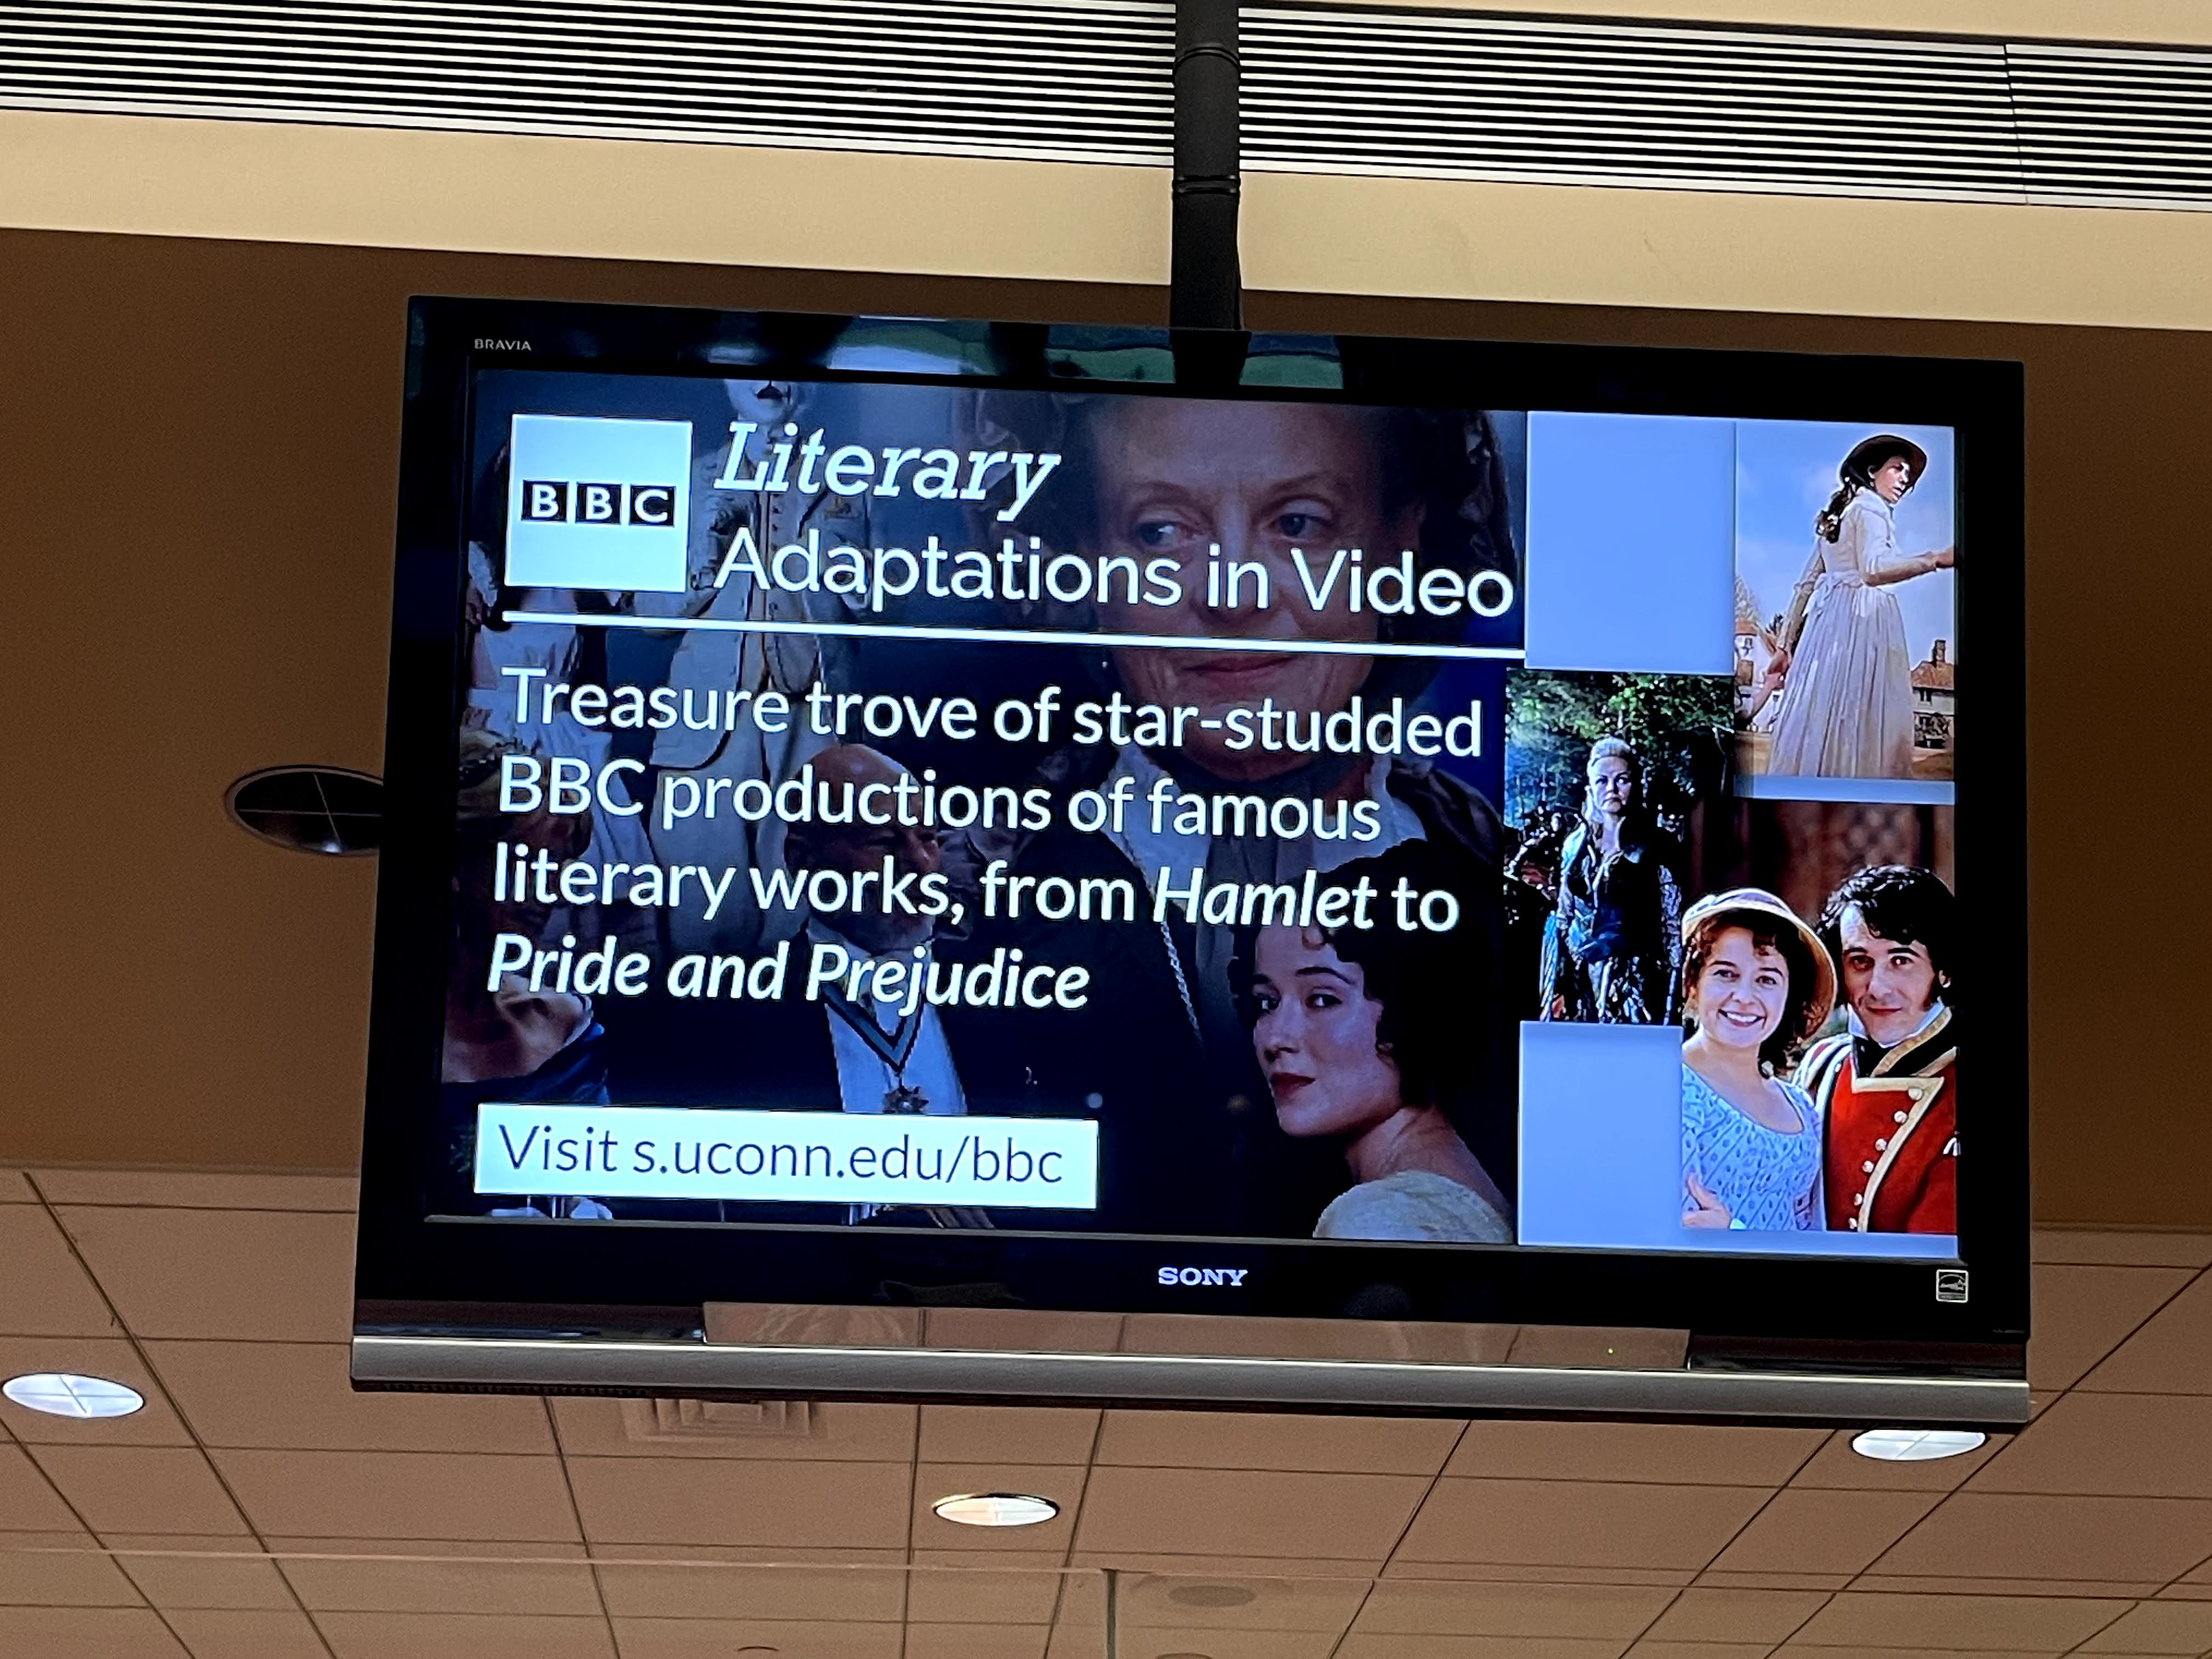 BRAVIA
BBC
Literary
Adaptations in Video
Treasure trove of star-studded
BBC productions of famous
literary works, from Hamlet to
Pride and Prejudice
Visit s.uconn.edu/bbc
SONY